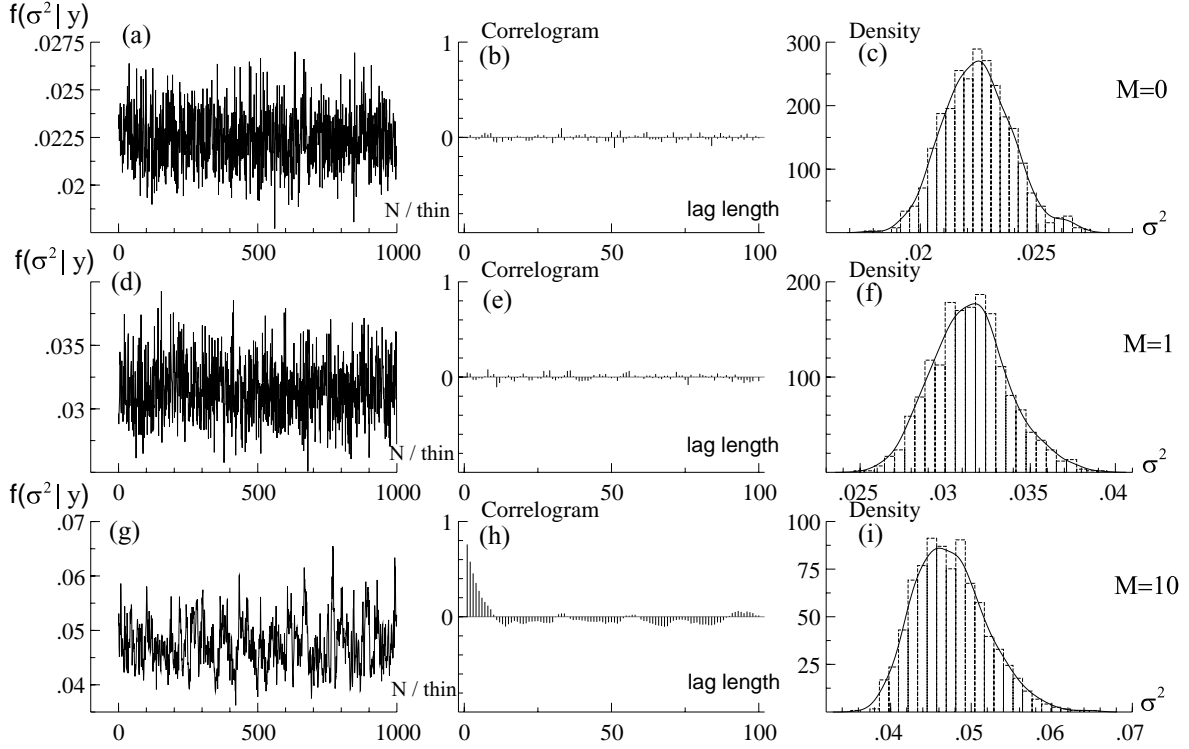 f(σ² | y)
(a)
.0275
.025
.0225
.02
N / thin
0
500
1000
Correlogram
(b)
1
0
lag length
0
50
100
Density
(c)
300
200
100
M=0
σ²
.02
.025
f(σ² | y)
(d)
.035
.03
N / thin
0
500
1000
Correlogram
(e)
1
0
lag length
0
50
100
Density
(f)
200
100
M=1
σ²
.025
.03
.035
.04
f(σ² | y)
(g)
.07
.06
.05
.04
N / thin
0
500
1000
Correlogram
(h)
1
0
lag length
0
50
100
Density
(i)
100
75
50
25
M=10
σ²
.04
.05
.06
.07